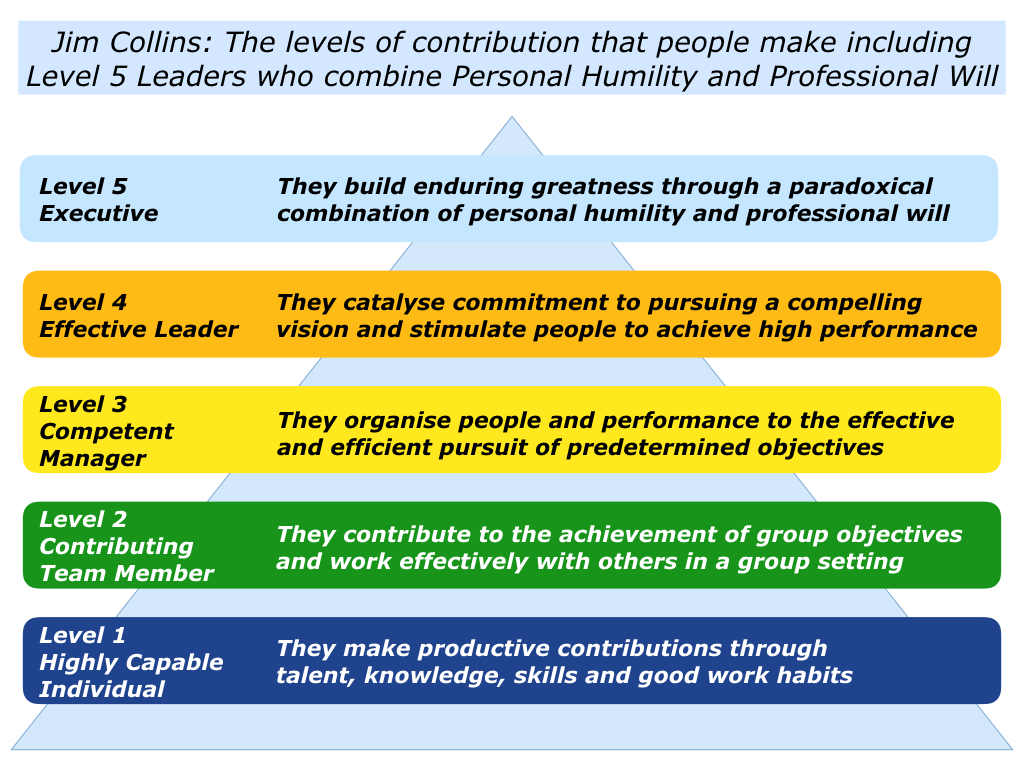 Jim Collins: The levels of contribution that people make including
Level 5 Leaders who combine Personal Humility and Professional Will
Level 5
Executive
They build enduring greatness through a paradoxical
combination of personal humility and professional will
Level 4
Effective Leader
They catalyse commitment to pursuing a compelling
vision and stimulate people to achieve high performance
Level 3
Competent
Manager
They organise people and performance to the effective
and efficient pursuit of predetermined objectives
Level 2
Contributing
Team Member
They contribute to the achievement of group objectives
and work effectively with others in a group setting
Level 1
Highly Capable
Individual
They make productive contributions through
talent, knowledge, skills and good work habits